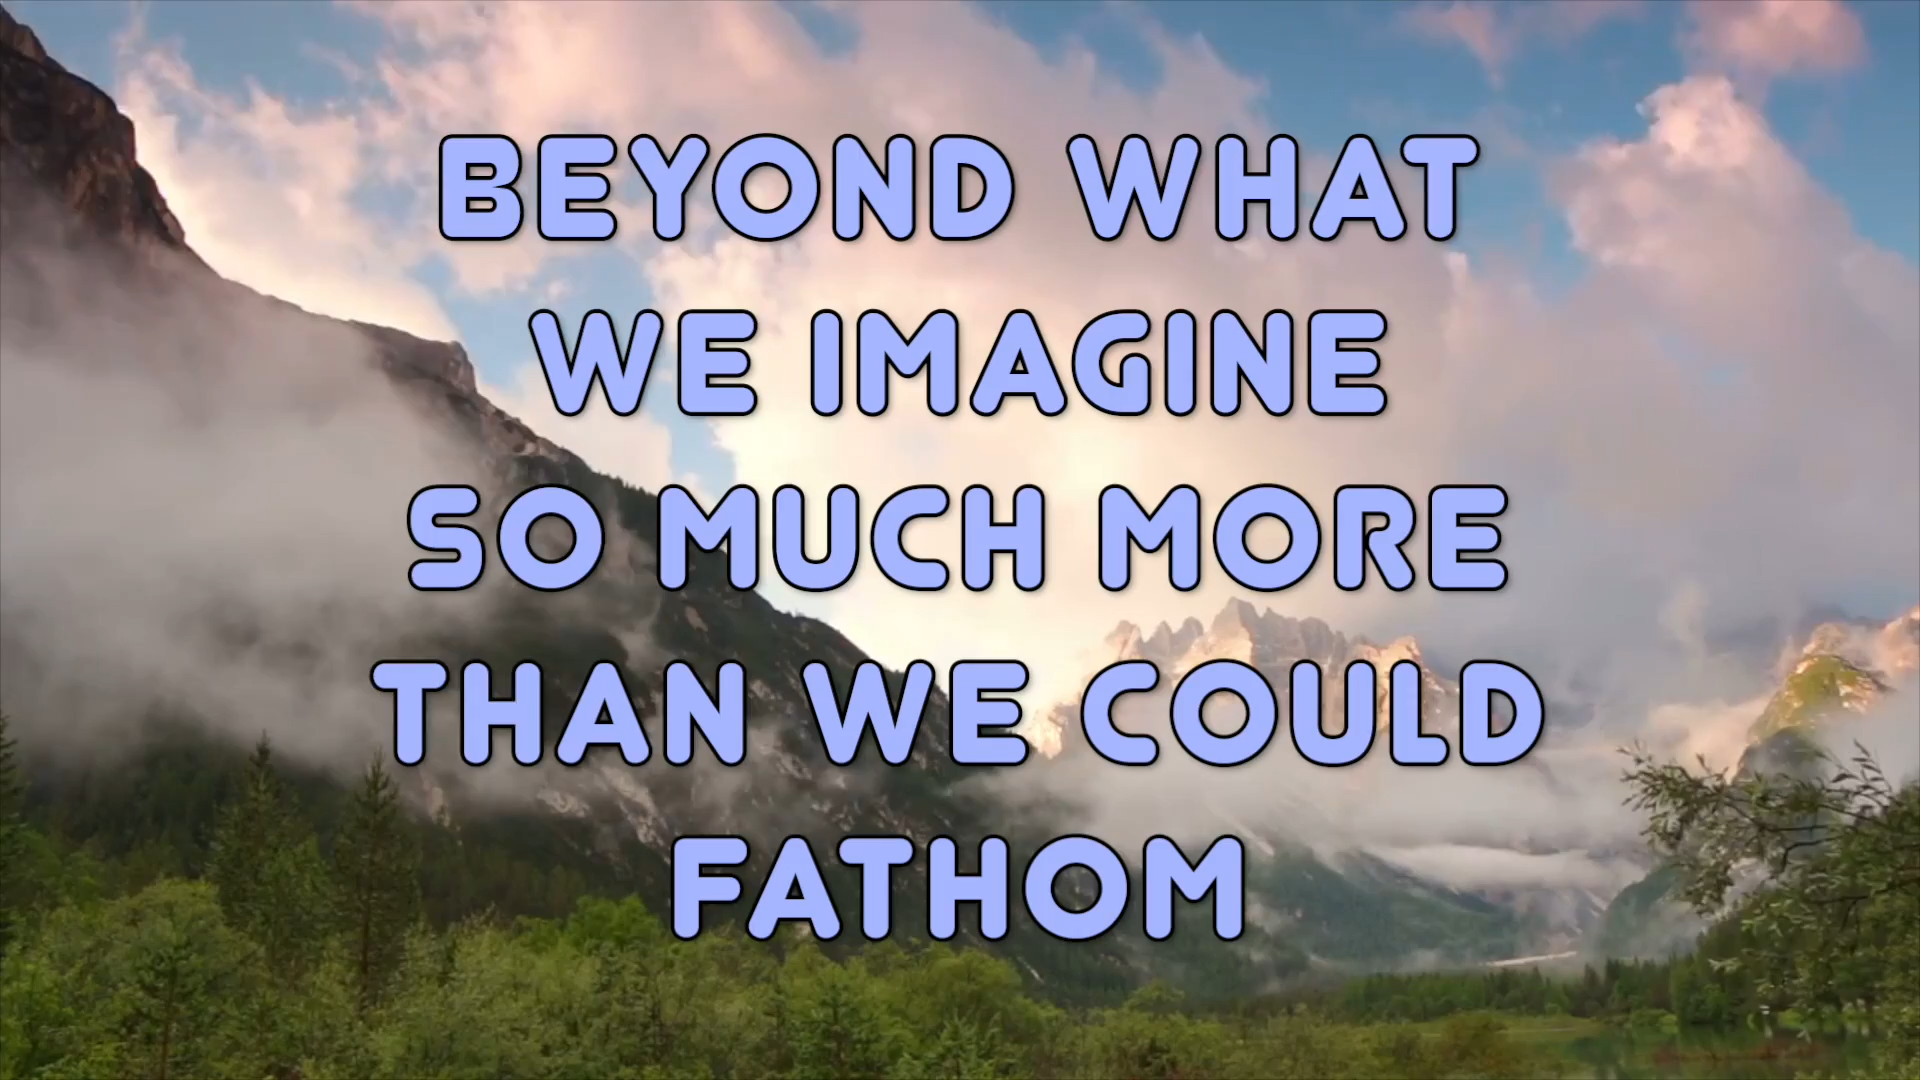 BEYOND WHAT
WE IMAGINE
SO MUCH MORE
THAN WE COULD
FATHOM